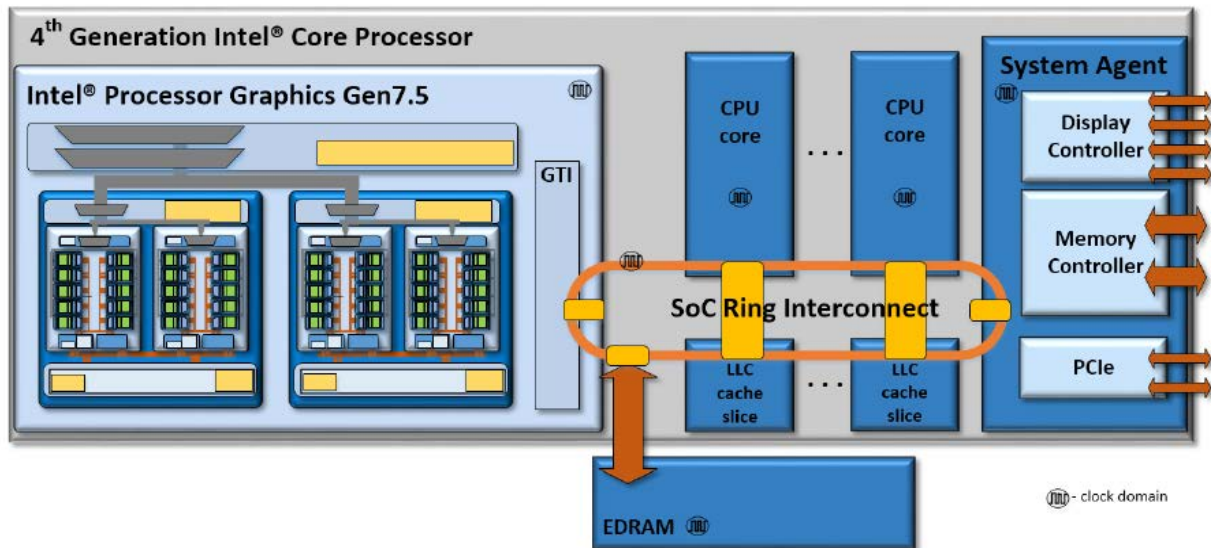 4th Generation Intel® Core Processor
Intel® Processor Graphics Gen7.5
GTI
CPU
core
. . .
CPU
core
System Agent
Display
Controller
Memory
Controller
PCIe
SoC Ring Interconnect
LLC
cache
slice
. . .
LLC
cache
slice
EDRAM
- clock domain